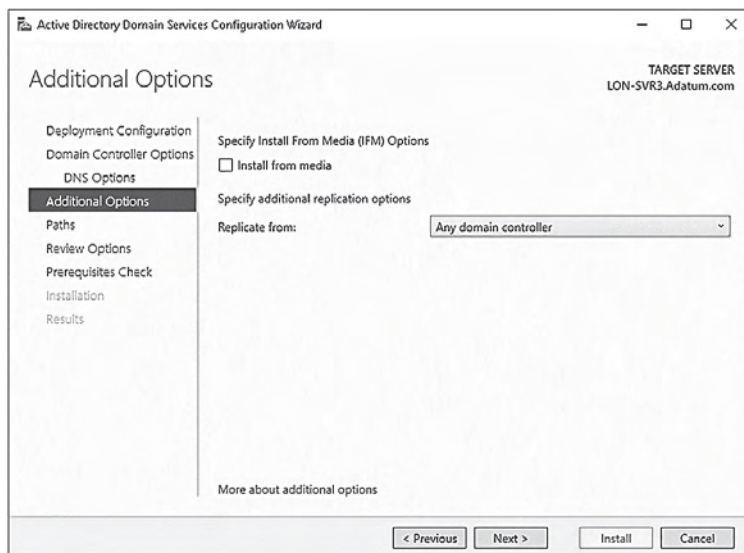 Active Directory Domain Services Configuration Wizard
Additional Options
TARGET SERVER
LON-SVR3.Adatum.com
Deployment Configuration
Domain Controller Options
DNS Options
Additional Options
Paths
Review Options
Prerequisites Check
Installation
Results
Specify Install From Media (IFM) Options
Install from media
Specify additional replication options
Replicate from:
Any domain controller
More about additional options
< Previous
Next >
Install
Cancel